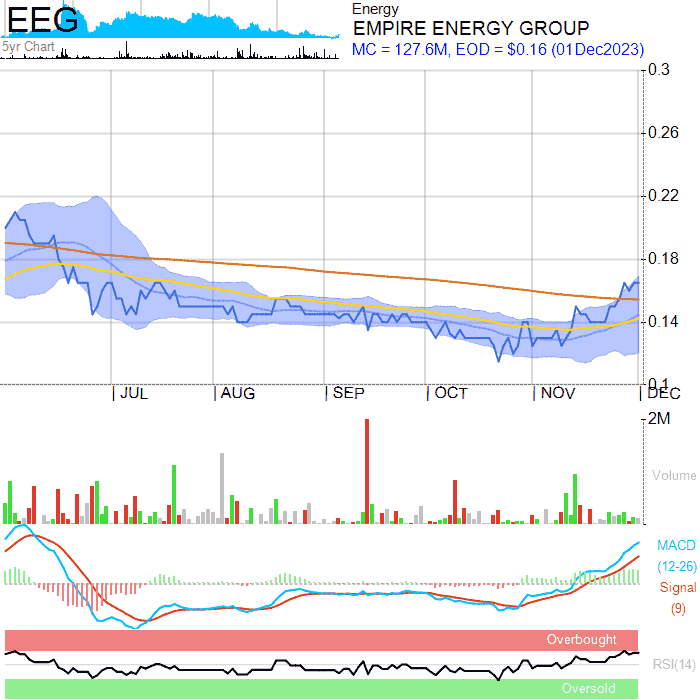 EEG
5yr Chart
Energy
EMPIRE ENERGY GROUP
MC = 127.6M, EOD = $0.16 (01Dec2023)
0.3
0.26
0.22
0.18
0.14
0.1
JUL AUG SEP OCT NOV DEC
2M
Volume
MACD
(12-26)
Signal
(9)
Overbought
RSI(14)
Oversold